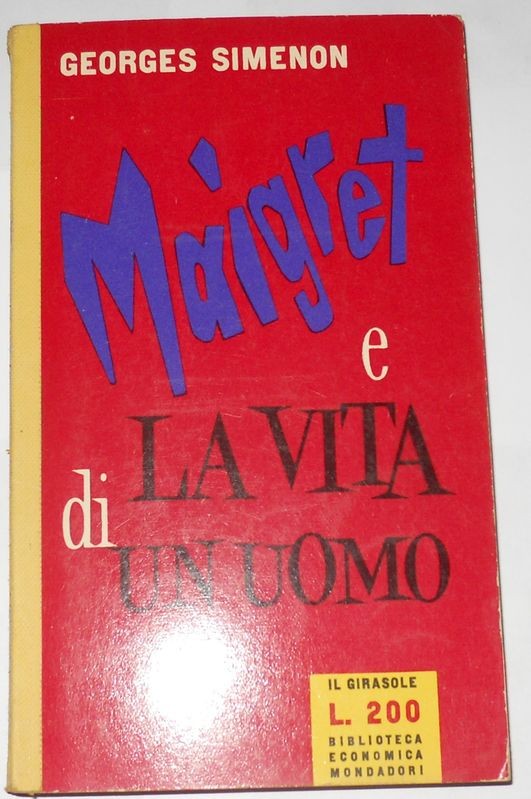 GEORGES SIMENON
Maigret
e
LA VITA
di
UN UOMO
IL GIRASOLE
L. 200
BIBLIOTECA
ECONOMICA
MONDADORI